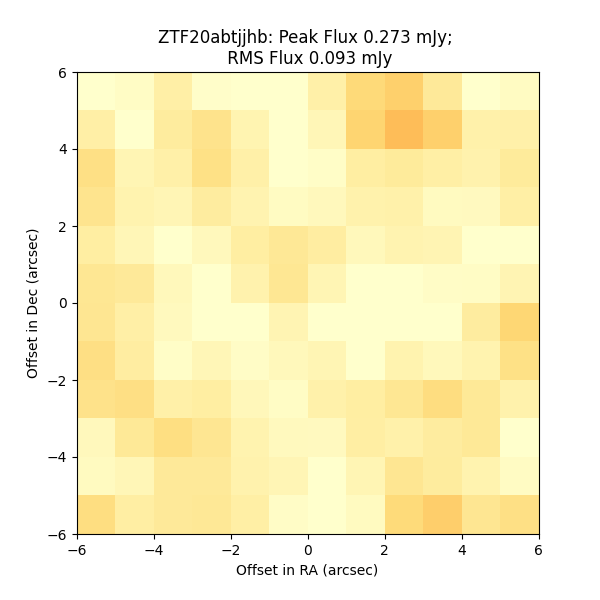 ZTF20abtjjhb: Peak Flux 0.273 mJy;
RMS Flux 0.093 mJy
6
4
2
0
−2
−4
−6
Offset in Dec (arcsec)
−6 −4 −2 0 2 4 6
Offset in RA (arcsec)